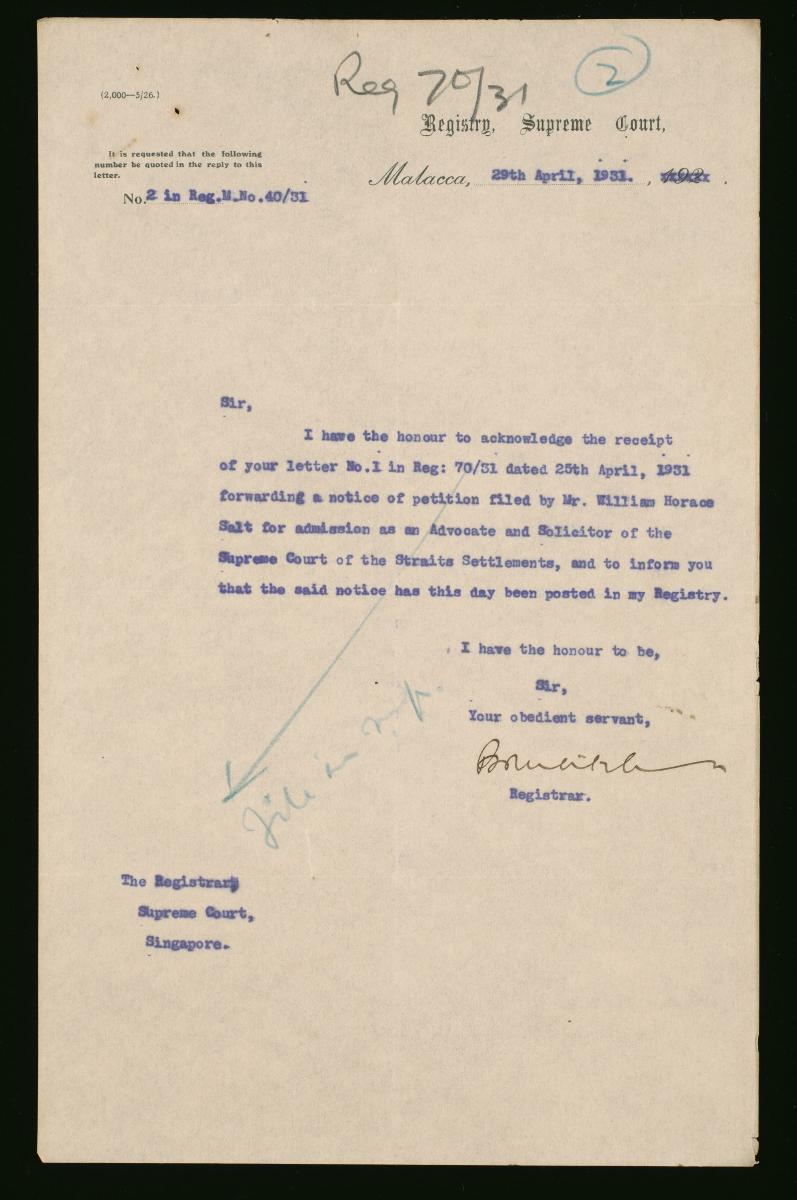 Reg 70/31
2
(2,000—5/26.)
Registry, Supreme Court,
It is requested that the following
number be quoted in the reply to this
letter.
Malacca, 29th April, 1931. , 192 .
No. 2 in Reg.M.No.40/31
Sir,
I have the honour to acknowledge the receipt
of your letter No.I in Reg: 70/31 dated 25th April, 1931
forwarding a notice of petition filed by Mr. William Horace
Salt for admission as an Advocate and Solicitor of the
Supreme Court of the Straits Settlements, and to inform you
that the said notice has this day been posted in my Registry.
I have the honour to be,
Sir,
Your obedient servant,
Registrar.
File in
The Registrar,
Supreme Court,
Singapore.